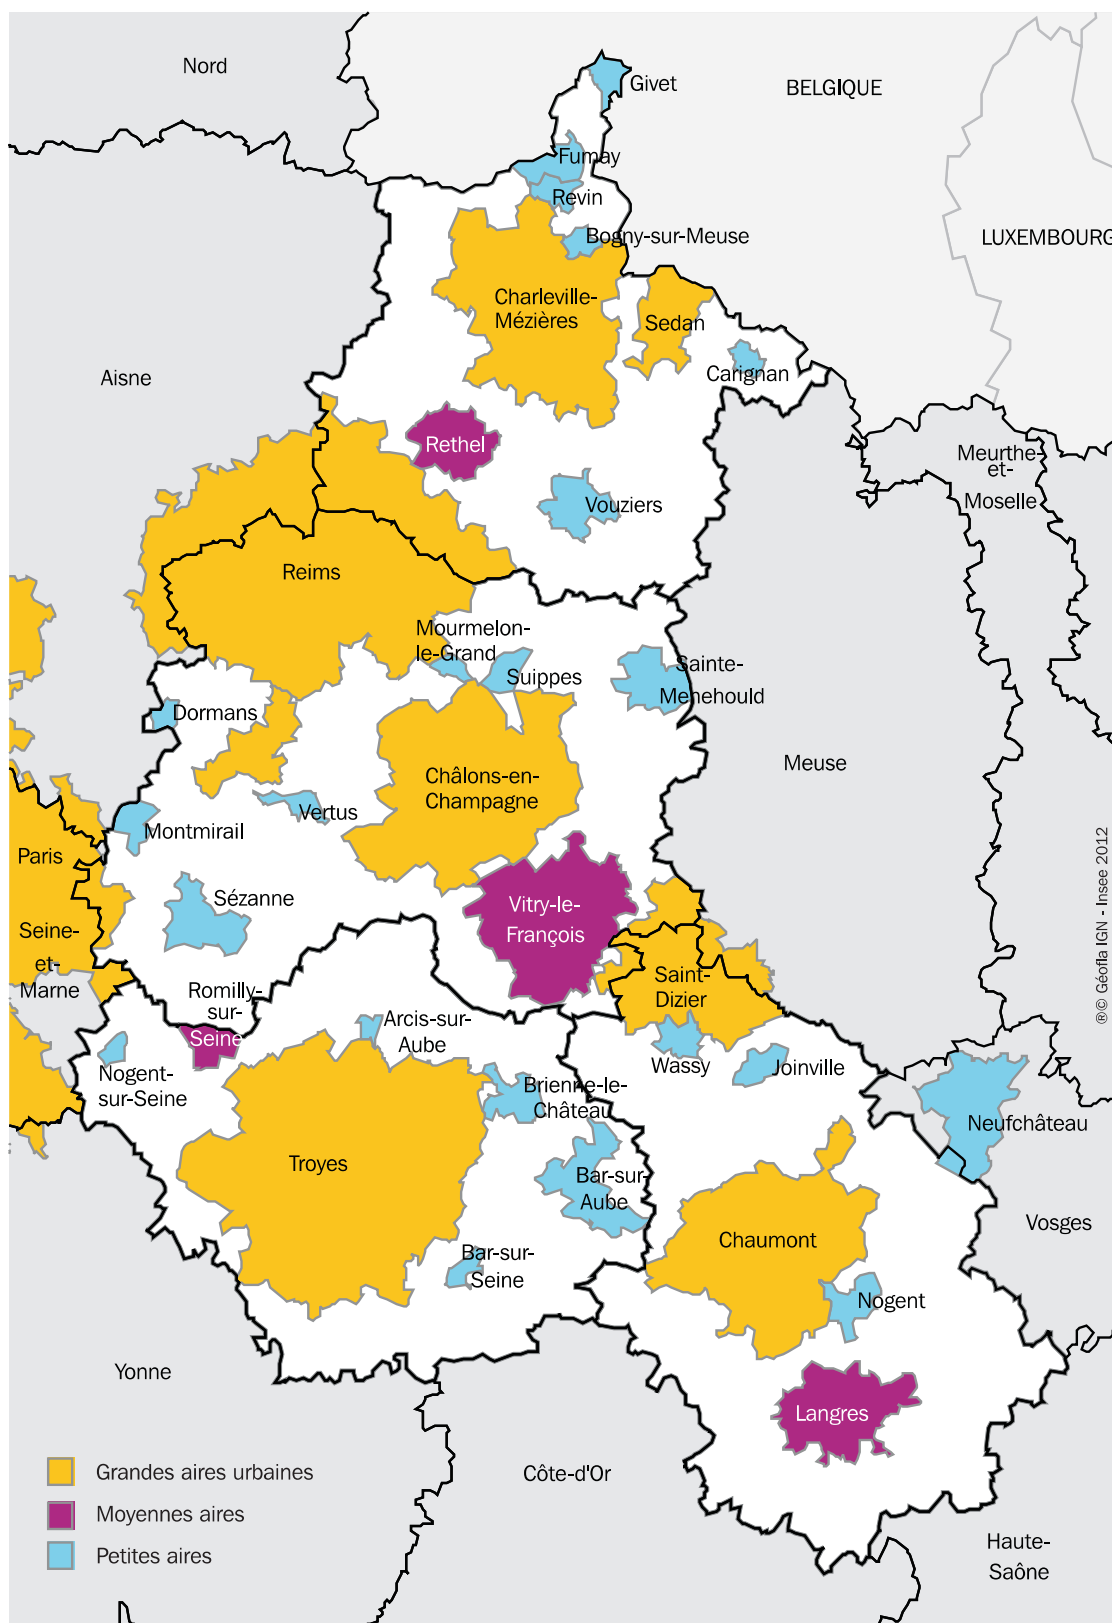 Nord
Givet
BELGIQUE
Fumay
Revin
Bogny-sur-Meuse
LUXEMBOURG
Charleville-
Mézières
Sedan
Carignan
Aisne
Rethel
Vouziers
Meurthe-
et-
Moselle
Reims
Mourmelon-
le-Grand
Suippes
Sainte-
Menehould
Dormans
Châlons-en-
Champagne
Meuse
Vertus
Montmirail
Paris
Sézanne
Vitry-le-
François
Seine-
et-
Marne
Saint-
Dizier
Romilly-
sur-
Seine
Arcis-sur-
Aube
Nogent-
sur-Seine
Wassy
Joinville
Brienne-le-
Château
Neufchâteau
Troyes
Bar-sur-
Aube
Vosges
Chaumont
Bar-sur-
Seine
Nogent
Yonne
Langres
Côte-d'Or
Haute-
Saône
Grandes aires urbaines
Moyennes aires
Petites aires
®© Géofla IGN - Insee 2012